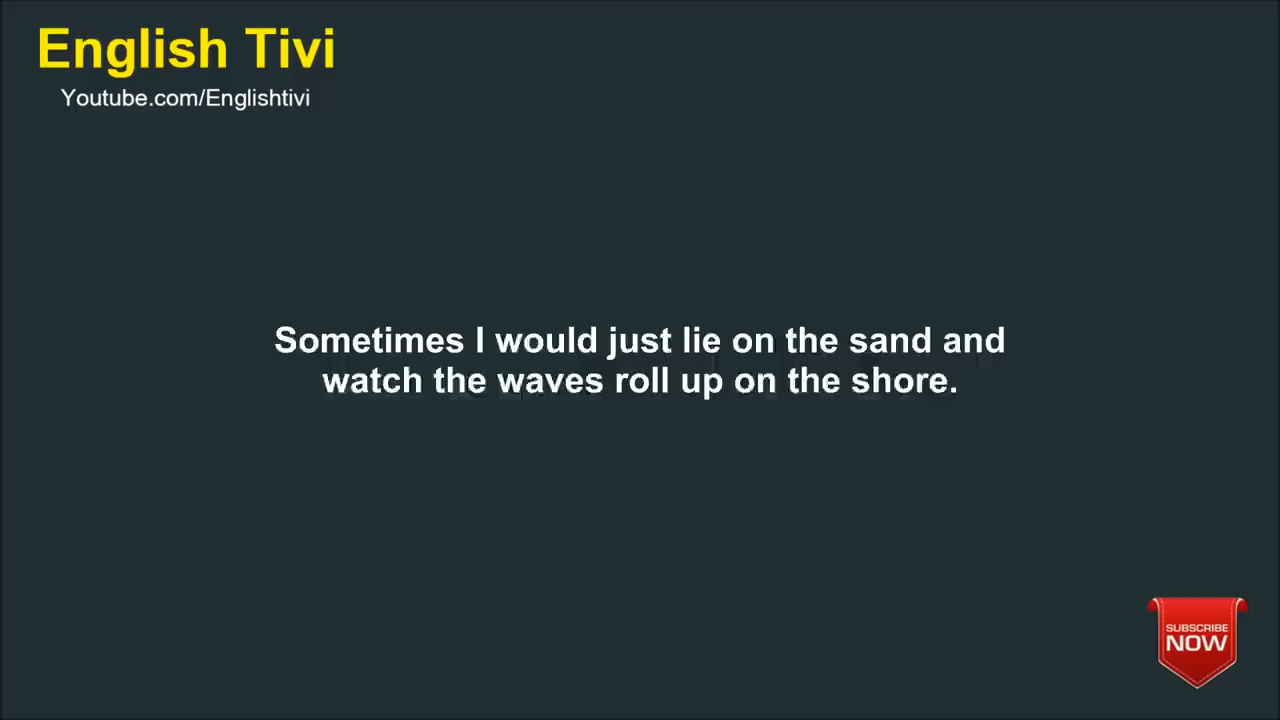 English Tivi
Youtube.com/Englishtivi
Sometimes I would just lie on the sand and
watch the waves roll up on the shore.
SUBSCRIBE
NOW